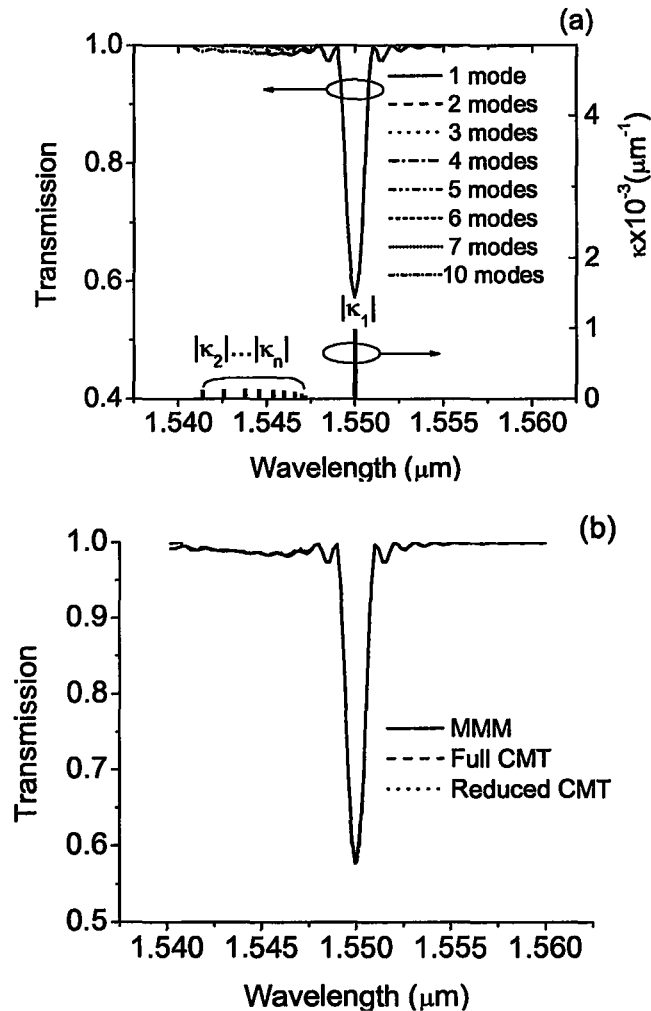 (a)
1.0
0.8
0.6
0.4
Transmission
1 mode
2 modes
3 modes
4 modes
5 modes
6 modes
7 modes
10 modes
4
2
1
0
κx10⁻³(μm⁻¹)
|κ₁|
|κ₂|...|κₙ|
1.540 1.545 1.550 1.555 1.560
Wavelength (μm)
(b)
1.0
0.9
0.8
0.7
0.6
0.5
Transmission
MMM
Full CMT
Reduced CMT
1.540 1.545 1.550 1.555 1.560
Wavelength (μm)